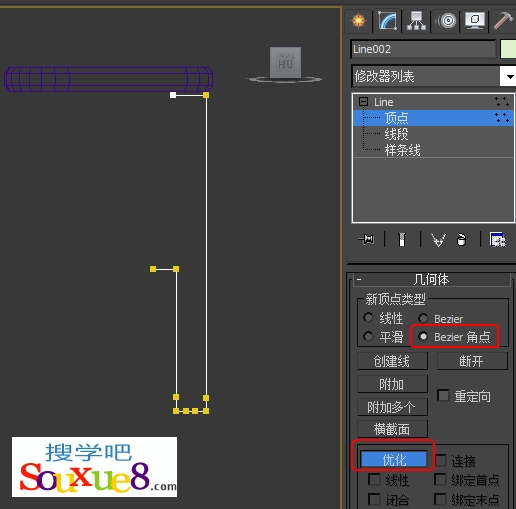 Line002
修改器列表
Line
顶点
线段
样条线
几何体
新顶点类型
线性 Bezier
平滑 Bezier 角点
创建线 断开
附加
重定向
附加多个
横截面
优化 连接
线性 绑定首点
闭合 绑定末点
搜学吧
Souxue8.com